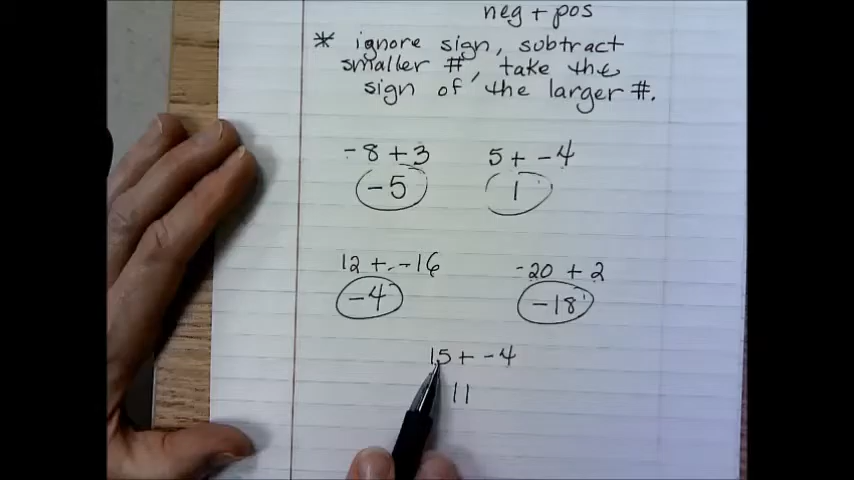 neg + pos
* ignore sign, subtract
smaller #, take the
sign of the larger #.
-8 + 3 5 + -4
-5 1
12 + -16 -20 + 2
-4 -18
15 + -4
11